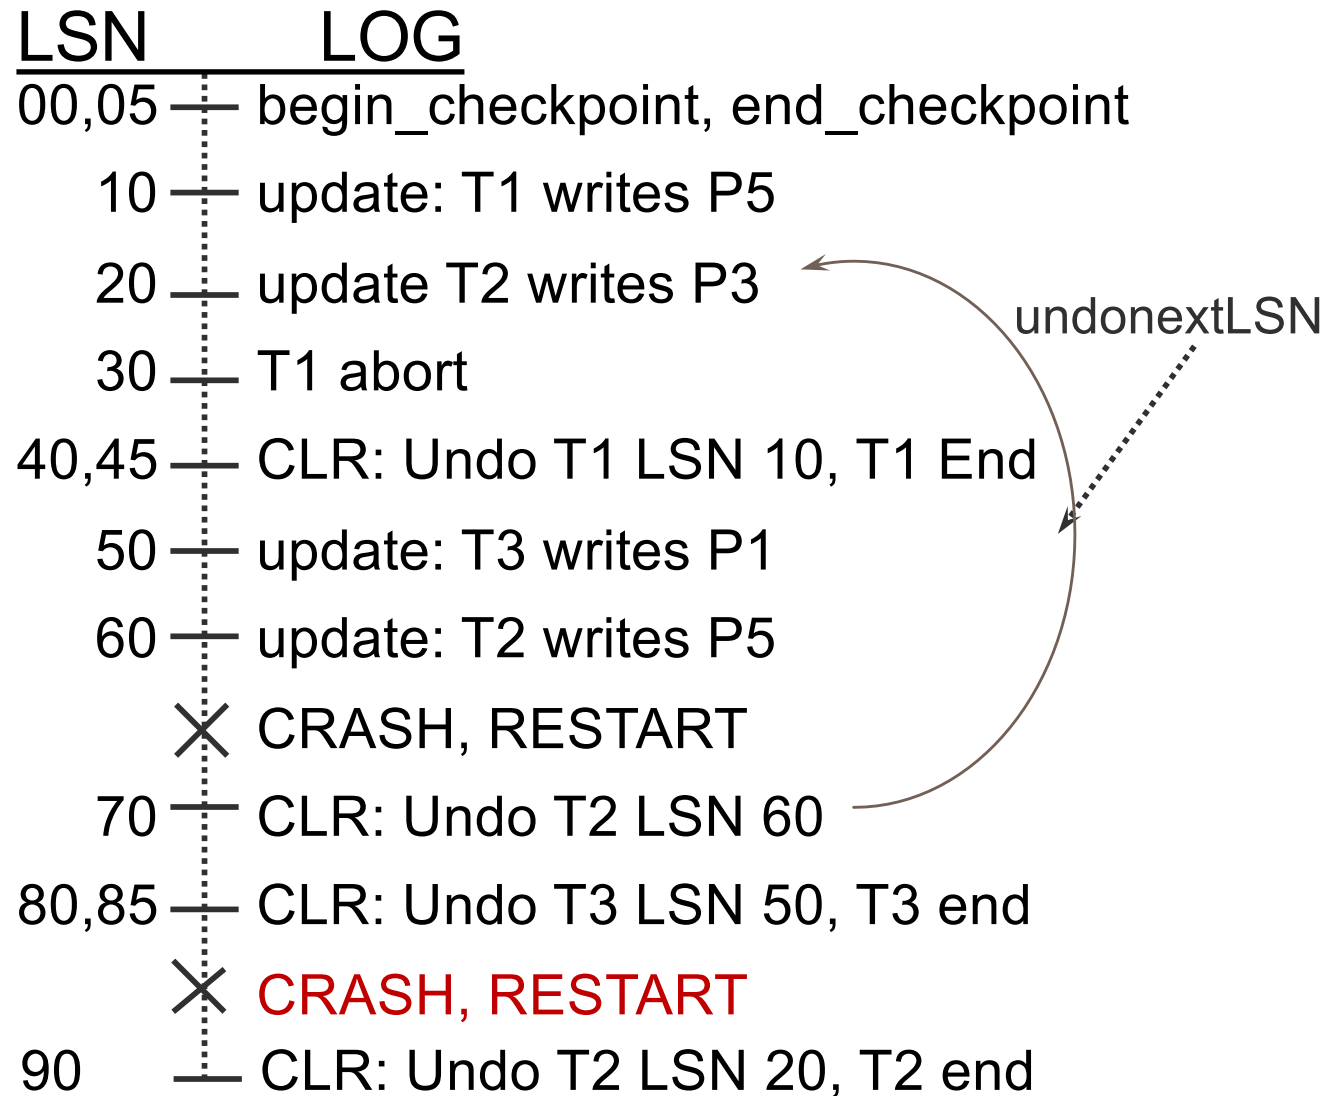 LSN LOG
00,05 begin_checkpoint, end_checkpoint
10 update: T1 writes P5
20 update T2 writes P3
undonextLSN
30 T1 abort
40,45 CLR: Undo T1 LSN 10, T1 End
50 update: T3 writes P1
60 update: T2 writes P5
CRASH, RESTART
70 CLR: Undo T2 LSN 60
80,85 CLR: Undo T3 LSN 50, T3 end
CRASH, RESTART
90 CLR: Undo T2 LSN 20, T2 end